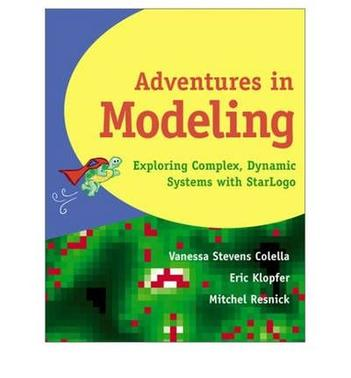 Adventures in
Modeling
Exploring Complex, Dynamic
Systems with StarLogo
Vanessa Stevens Colella
Eric Klopfer
Mitchel Resnick